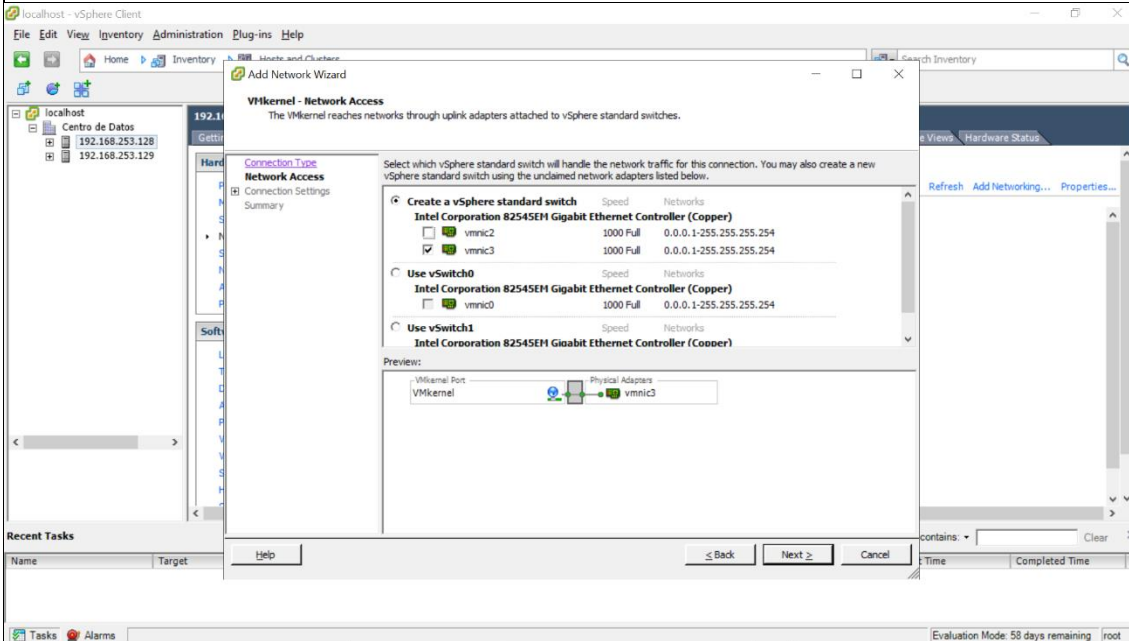 localhost - vSphere Client
File Edit View Inventory Administration Plug-ins Help
Home Inventory Hosts and Clusters
Search Inventory
localhost
Centro de Datos
192.168.253.128
192.168.253.129
Add Network Wizard
VMkernel - Network Access
The VMkernel reaches networks through uplink adapters attached to vSphere standard switches.
Connection Type
Network Access
Connection Settings
Summary
Select which vSphere standard switch will handle the network traffic for this connection. You may also create a new
vSphere standard switch using the unclaimed network adapters listed below.
Create a vSphere standard switch Speed Networks
Intel Corporation 82545EM Gigabit Ethernet Controller (Copper)
vmnic2 1000 Full 0.0.0.1-255.255.255.254
vmnic3 1000 Full 0.0.0.1-255.255.255.254
Use vSwitch0 Speed Networks
Intel Corporation 82545EM Gigabit Ethernet Controller (Copper)
vmnic0 1000 Full 0.0.0.1-255.255.255.254
Use vSwitch1 Speed Networks
Intel Corporation 82545EM Gigabit Ethernet Controller (Copper)
Preview:
VMkernel Port Physical Adapters
VMkernel vmnic3
Help < Back Next > Cancel
Views Hardware Status
Refresh Add Networking... Properties...
Recent Tasks
contains: Clear
Name Target Time Completed Time
Tasks Alarms Evaluation Mode: 58 days remaining root